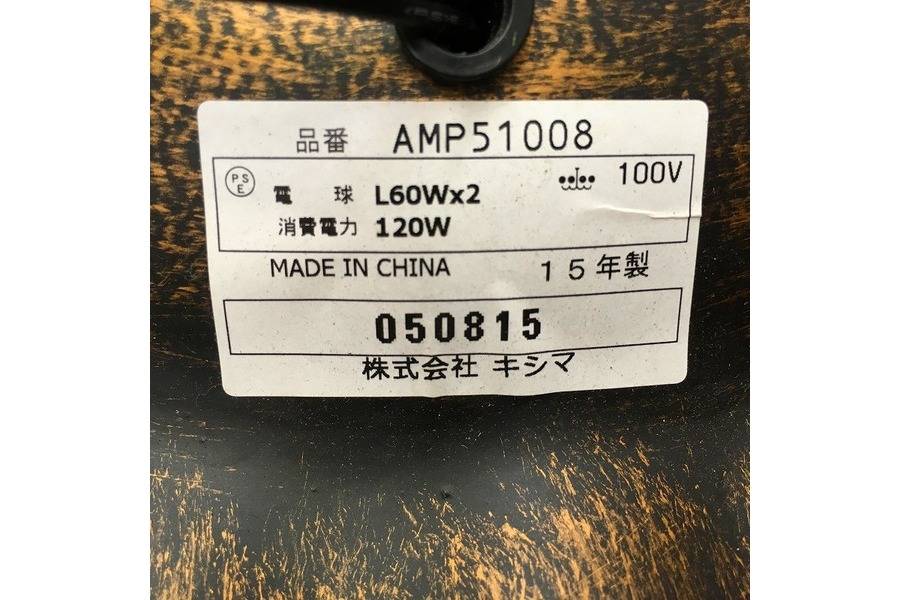 品番 AMP51008
PS
E
100V
電 球 L60Wx2
消費電力 120W
MADE IN CHINA 15年製
050815
株式会社 キシマ